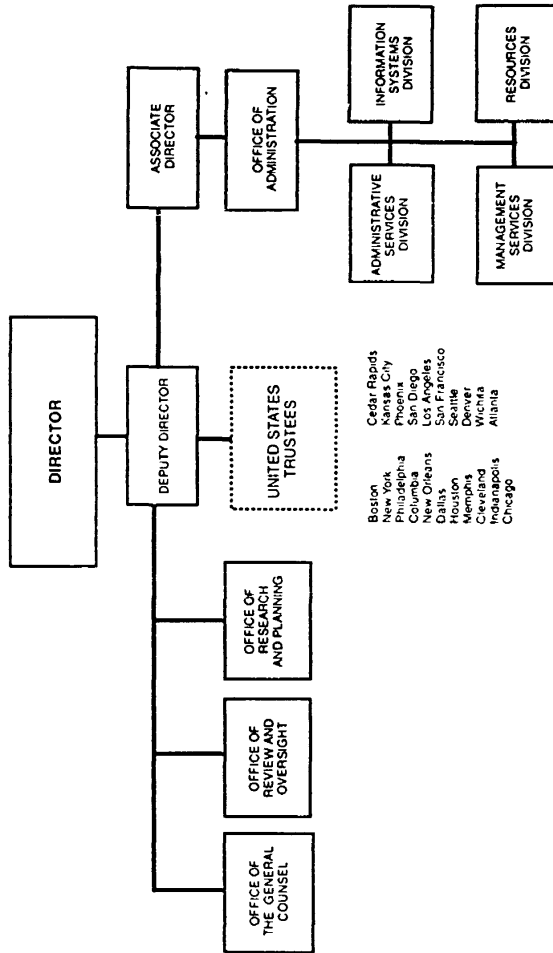 DIRECTOR
DEPUTY DIRECTOR
ASSOCIATE
DIRECTOR
OFFICE OF
THE GENERAL
COUNSEL
OFFICE OF
REVIEW AND
OVERSIGHT
OFFICE OF
RESEARCH
AND PLANNING
UNITED STATES
TRUSTEES
OFFICE OF
ADMINISTRATION
Boston
New York
Philadelphia
Columbia
New Orleans
Dallas
Houston
Memphis
Cleveland
Indianapolis
Chicago
Cedar Rapids
Kansas City
Phoenix
San Diego
Los Angeles
San Francisco
Seattle
Denver
Wichita
Atlanta
ADMINISTRATIVE
SERVICES
DIVISION
INFORMATION
SYSTEMS
DIVISION
MANAGEMENT
SERVICES
DIVISION
RESOURCES
DIVISION